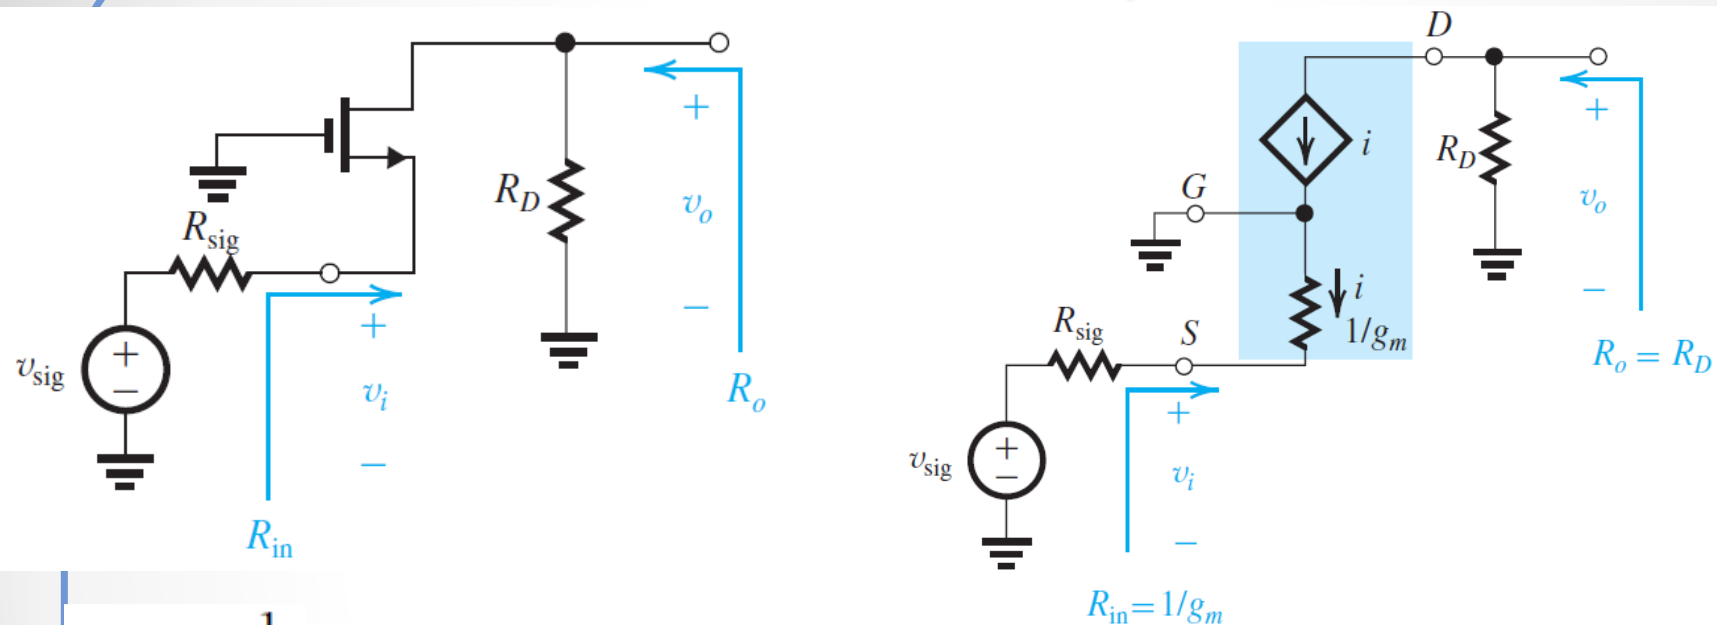 R_D
+
v_o
−
R_sig
v_sig
+
−
+
v_i
−
R_o
R_in
D
i
R_D
+
v_o
−
G
i
1/g_m
R_sig
S
R_o = R_D
v_sig
+
−
+
v_i
−
R_in = 1/g_m